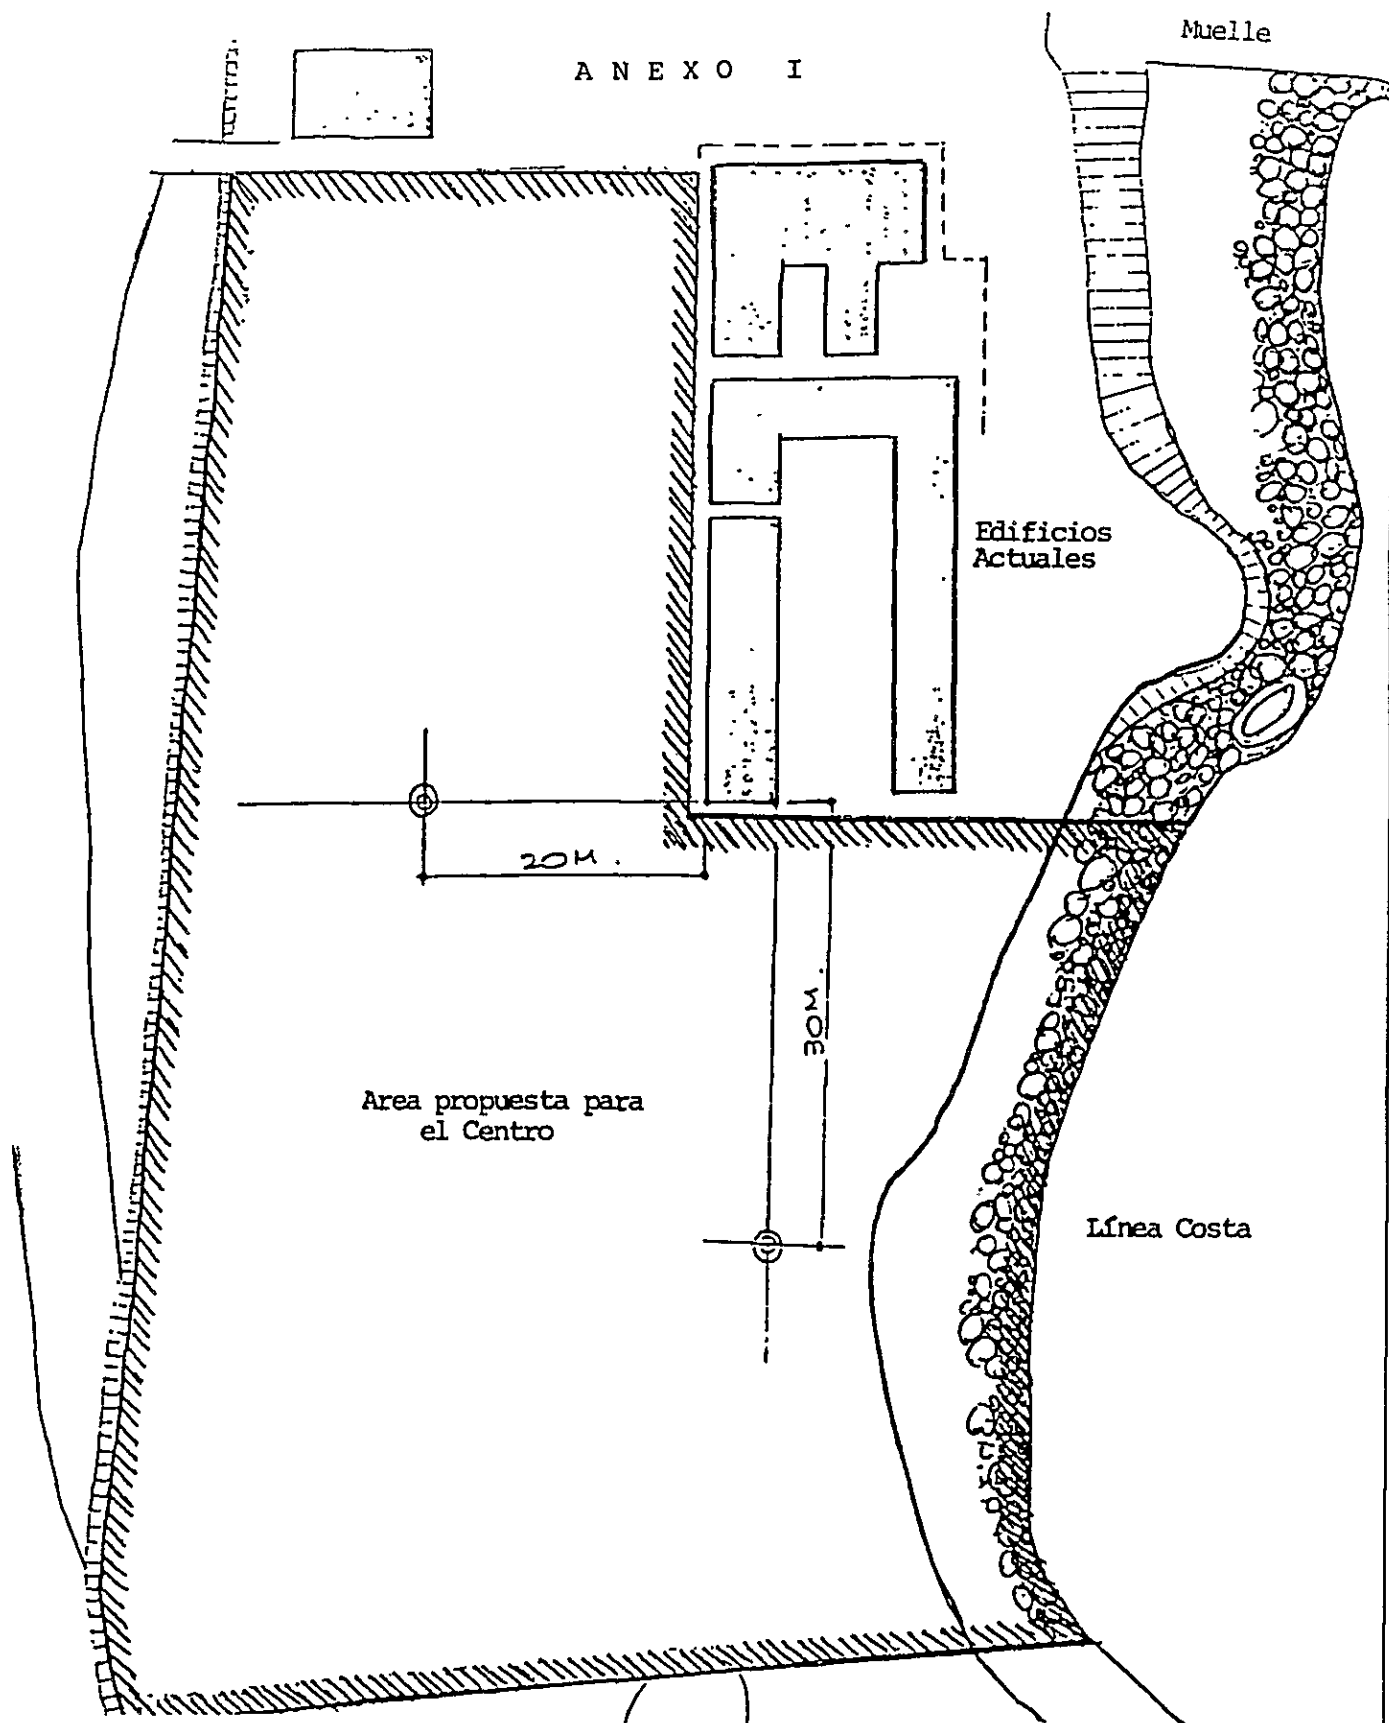 Muelle
A N E X O I
Edificios
Actuales
20M.
30M.
Area propuesta para
el Centro
Línea Costa